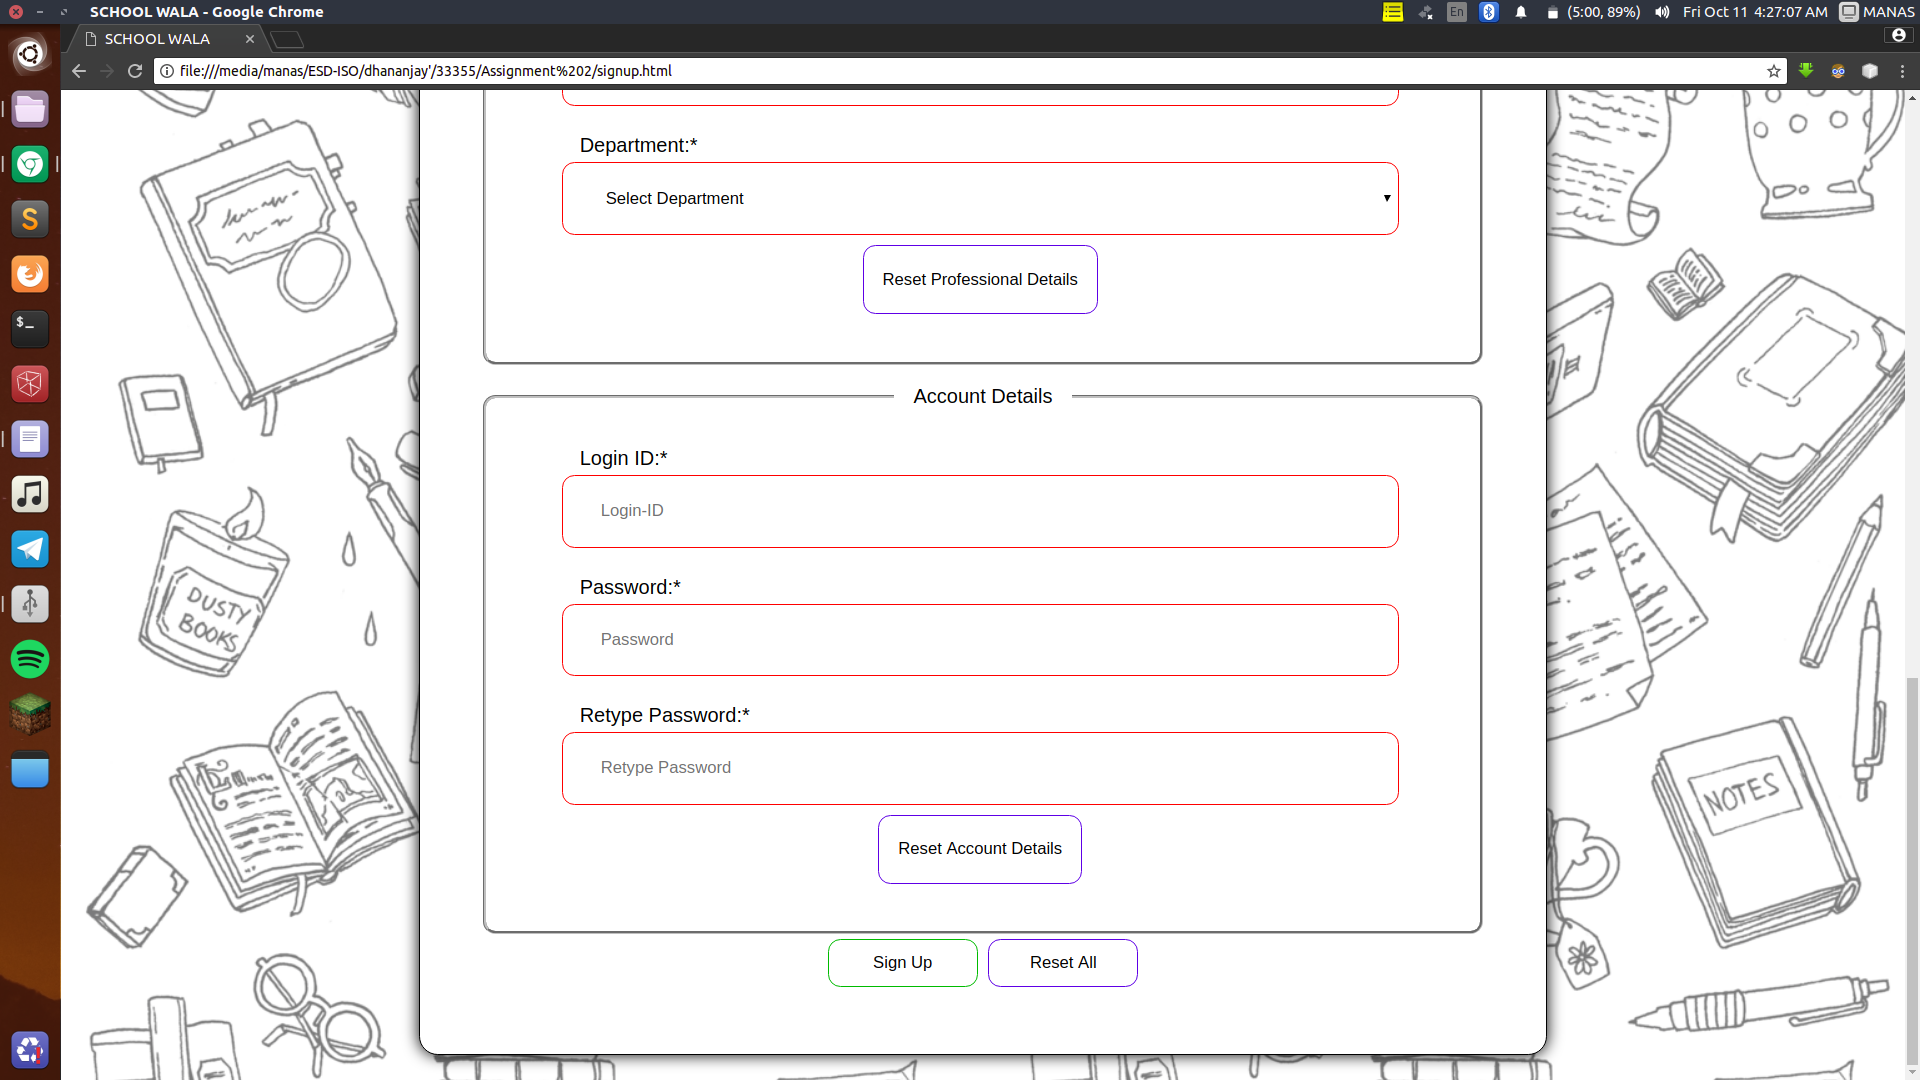 SCHOOL WALA - Google Chrome
En
(5:00, 89%)
Fri Oct 11 4:27:07 AM
MANAS
SCHOOL WALA
file:///media/manas/ESD-ISO/dhananjay'/33355/Assignment%202/signup.html
Department:*
Select Department
Reset Professional Details
Account Details
Login ID:*
Login-ID
Password:*
Password
Retype Password:*
Retype Password
Reset Account Details
Sign Up
Reset All
DUSTY
BOOKS
NOTES